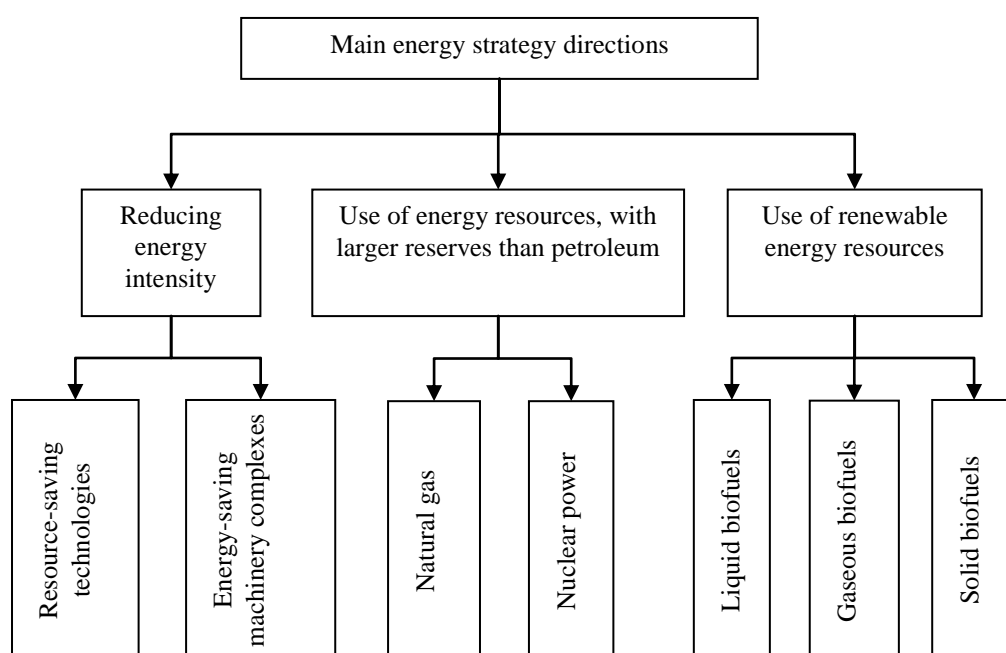 Main energy strategy directions
Reducing
energy
intensity
Use of energy resources, with
larger reserves than petroleum
Use of renewable
energy resources
Resource-saving
technologies
Energy-saving
machinery complexes
Natural gas
Nuclear power
Liquid biofuels
Gaseous biofuels
Solid biofuels